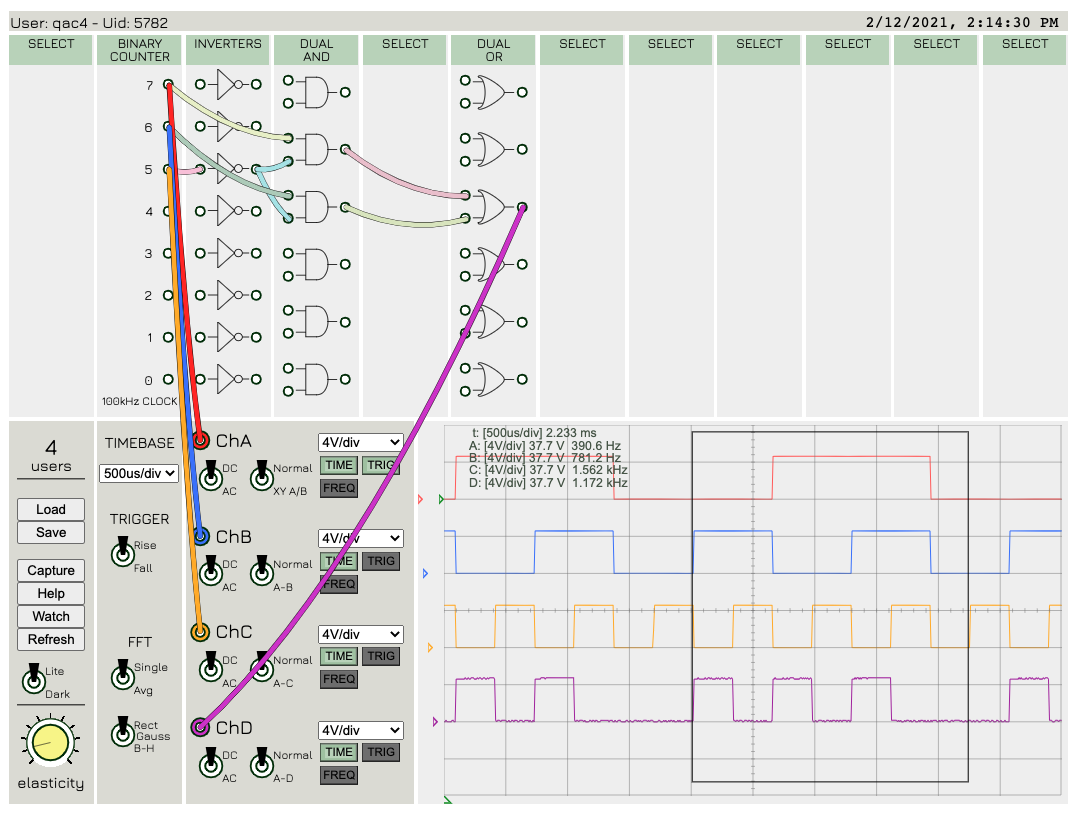 User: qac4 - Uid: 5782
2/12/2021, 2:14:30 PM
SELECT
BINARY
COUNTER
INVERTERS
DUAL
AND
SELECT
DUAL
OR
SELECT
SELECT
SELECT
SELECT
SELECT
SELECT
7
6
5
4
3
2
1
0
100kHz CLOCK
4
users
Load
Save
Capture
Help
Watch
Refresh
Lite
Dark
elasticity
TIMEBASE
500us/div
TRIGGER
Rise
Fall
FFT
Single
Avg
Rect
Gauss
B-H
ChA
4V/div
DC
AC
Normal
XY A/B
TIME
TRIG
FREQ
ChB
4V/div
DC
AC
Normal
A-B
TIME
TRIG
FREQ
ChC
4V/div
DC
AC
Normal
A-C
TIME
TRIG
FREQ
ChD
4V/div
DC
AC
Normal
A-D
TIME
TRIG
FREQ
t: [500us/div] 2.233 ms
A: [4V/div] 37.7 V 390.6 Hz
B: [4V/div] 37.7 V 781.2 Hz
C: [4V/div] 37.7 V 1.562 kHz
D: [4V/div] 37.7 V 1.172 kHz